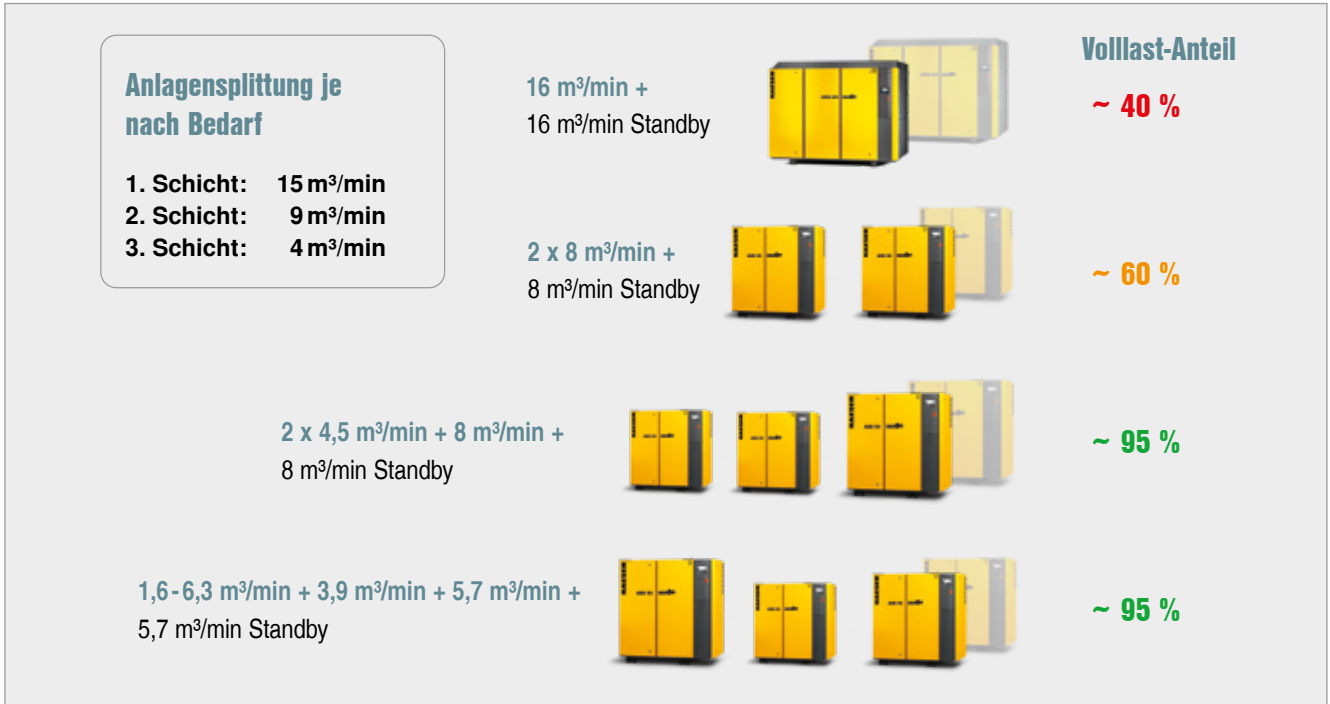 Anlagensplittung je
nach Bedarf
1. Schicht: 15 m³/min
2. Schicht: 9 m³/min
3. Schicht: 4 m³/min
Volllast-Anteil
16 m³/min +
16 m³/min Standby
~ 40 %
2 x 8 m³/min +
8 m³/min Standby
~ 60 %
2 x 4,5 m³/min + 8 m³/min +
8 m³/min Standby
~ 95 %
1,6-6,3 m³/min + 3,9 m³/min + 5,7 m³/min +
5,7 m³/min Standby
~ 95 %